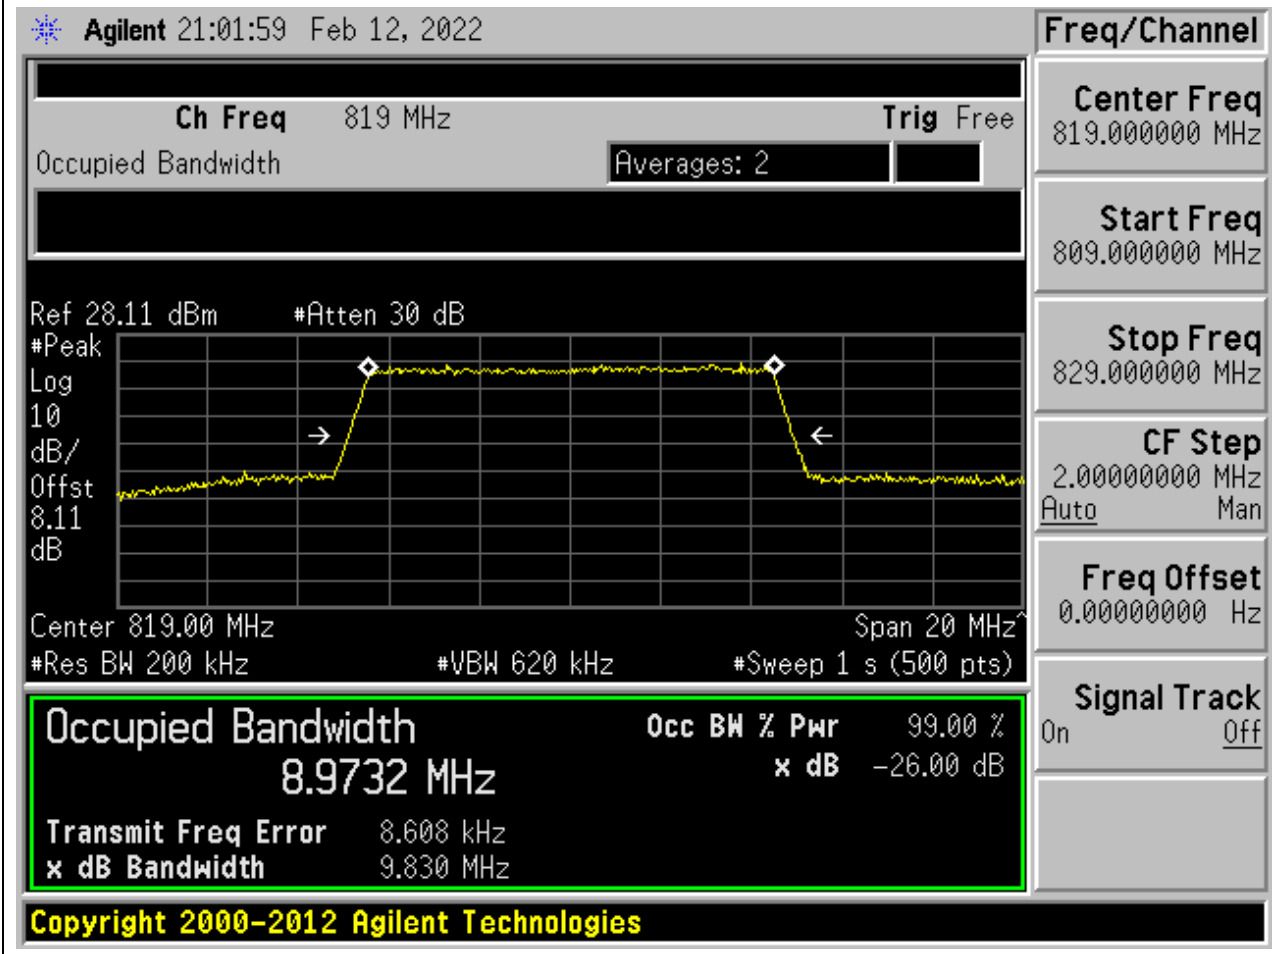 Agilent 21:01:59 Feb 12, 2022
Freq/Channel
Ch Freq 819 MHz Trig Free
Occupied Bandwidth Averages: 2
Center Freq
819.000000 MHz
Start Freq
809.000000 MHz
Stop Freq
829.000000 MHz
CF Step
2.00000000 MHz
Auto Man
Freq Offset
0.00000000 Hz
Signal Track
On Off
Ref 28.11 dBm #Atten 30 dB
#Peak
Log
10
dB/
Offst
8.11
dB
Center 819.00 MHz Span 20 MHz^
#Res BW 200 kHz #VBW 620 kHz #Sweep 1 s (500 pts)
Occupied Bandwidth Occ BW % Pwr 99.00 %
8.9732 MHz x dB -26.00 dB
Transmit Freq Error 8.608 kHz
x dB Bandwidth 9.830 MHz
Copyright 2000-2012 Agilent Technologies